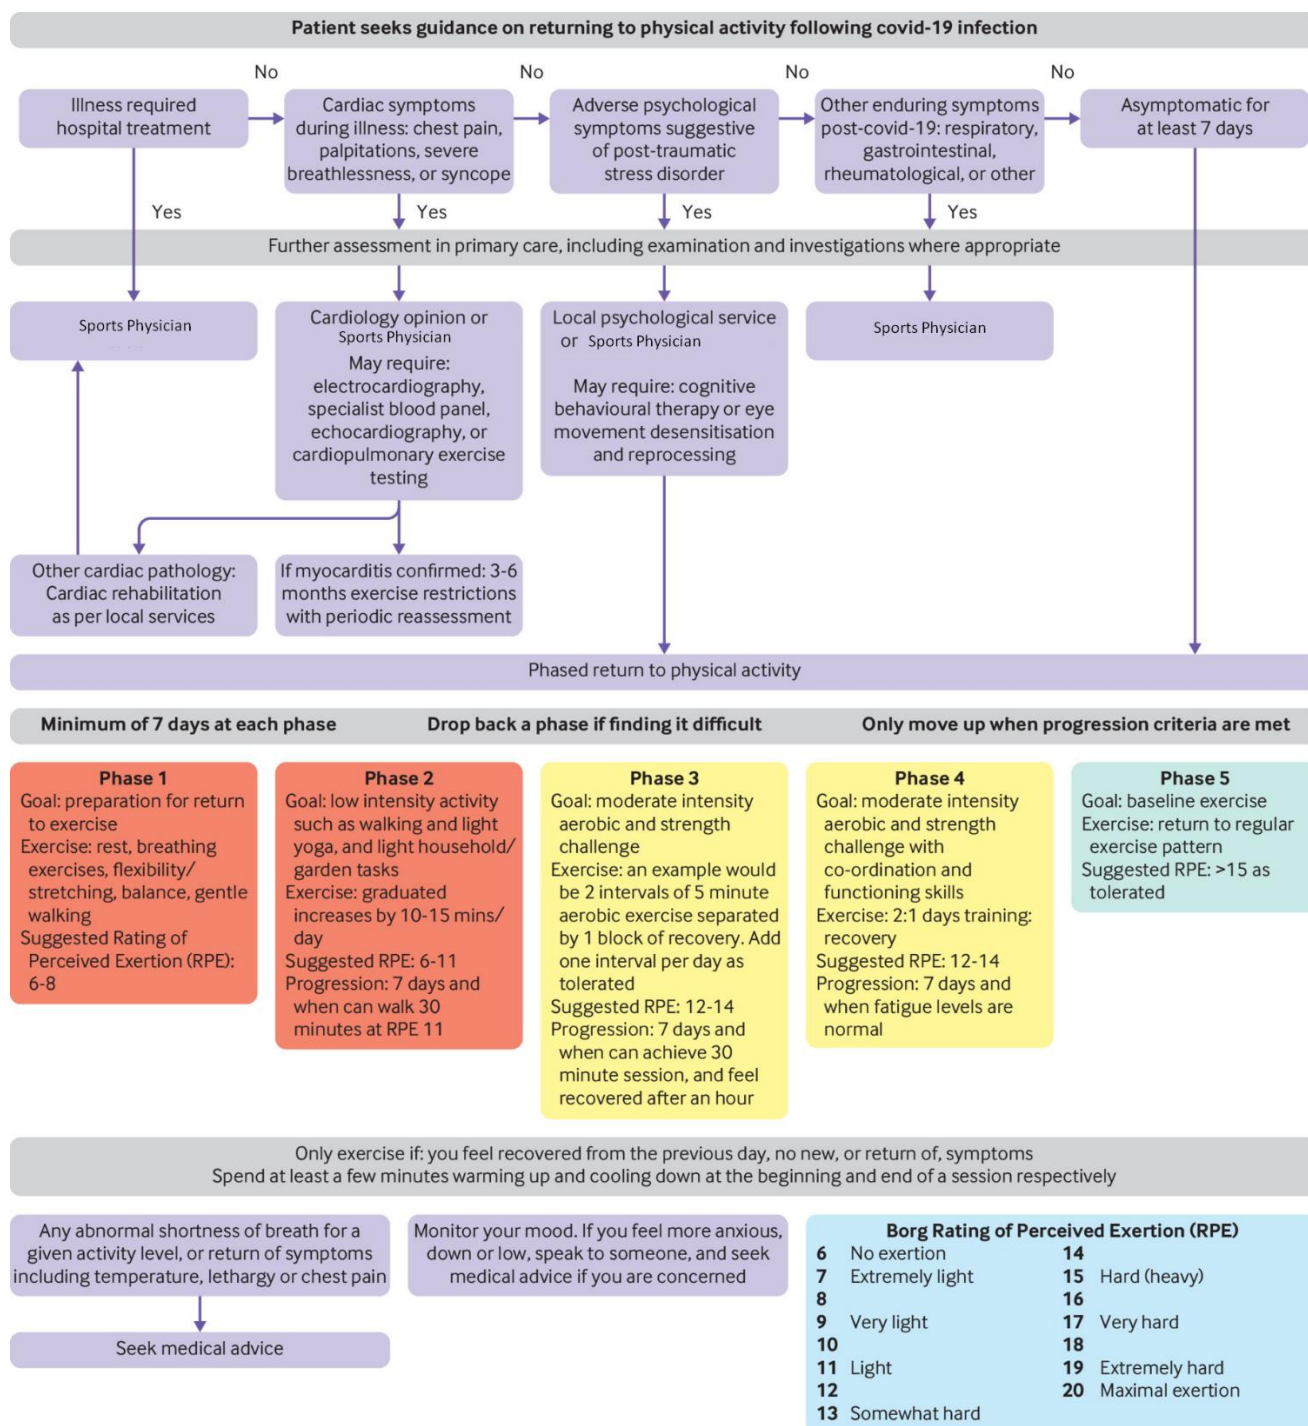 Patient seeks guidance on returning to physical activity following covid-19 infection
No
No
No
No
Illness required
hospital treatment
Cardiac symptoms
during illness: chest pain,
palpitations, severe
breathlessness, or syncope
Adverse psychological
symptoms suggestive
of post-traumatic
stress disorder
Other enduring symptoms
post-covid-19: respiratory,
gastrointestinal,
rheumatological, or other
Asymptomatic for
at least 7 days
Yes
Yes
Yes
Yes
Further assessment in primary care, including examination and investigations where appropriate
Sports Physician
Cardiology opinion or
Sports Physician
May require:
electrocardiography,
specialist blood panel,
echocardiography, or
cardiopulmonary exercise
testing
Local psychological service
or Sports Physician
May require: cognitive
behavioural therapy or eye
movement desensitisation
and reprocessing
Sports Physician
Other cardiac pathology:
Cardiac rehabilitation
as per local services
If myocarditis confirmed: 3-6
months exercise restrictions
with periodic reassessment
Phased return to physical activity
Minimum of 7 days at each phase
Drop back a phase if finding it difficult
Only move up when progression criteria are met
Phase 1
Goal: preparation for return
to exercise
Exercise: rest, breathing
exercises, flexibility/
stretching, balance, gentle
walking
Suggested Rating of
Perceived Exertion (RPE):
6-8
Phase 2
Goal: low intensity activity
such as walking and light
yoga, and light household/
garden tasks
Exercise: graduated
increases by 10-15 mins/
day
Suggested RPE: 6-11
Progression: 7 days and
when can walk 30
minutes at RPE 11
Phase 3
Goal: moderate intensity
aerobic and strength
challenge
Exercise: an example would
be 2 intervals of 5 minute
aerobic exercise separated
by 1 block of recovery. Add
one interval per day as
tolerated
Suggested RPE: 12-14
Progression: 7 days and
when can achieve 30
minute session, and feel
recovered after an hour
Phase 4
Goal: moderate intensity
aerobic and strength
challenge with
co-ordination and
functioning skills
Exercise: 2:1 days training:
recovery
Suggested RPE: 12-14
Progression: 7 days and
when fatigue levels are
normal
Phase 5
Goal: baseline exercise
Exercise: return to regular
exercise pattern
Suggested RPE: >15 as
tolerated
Only exercise if: you feel recovered from the previous day, no new, or return of, symptoms
Spend at least a few minutes warming up and cooling down at the beginning and end of a session respectively
Any abnormal shortness of breath for a
given activity level, or return of symptoms
including temperature, lethargy or chest pain
Seek medical advice
Monitor your mood. If you feel more anxious,
down or low, speak to someone, and seek
medical advice if you are concerned
Borg Rating of Perceived Exertion (RPE)
6 No exertion
7 Extremely light
8
9 Very light
10
11 Light
12
13 Somewhat hard
14
15 Hard (heavy)
16
17 Very hard
18
19 Extremely hard
20 Maximal exertion